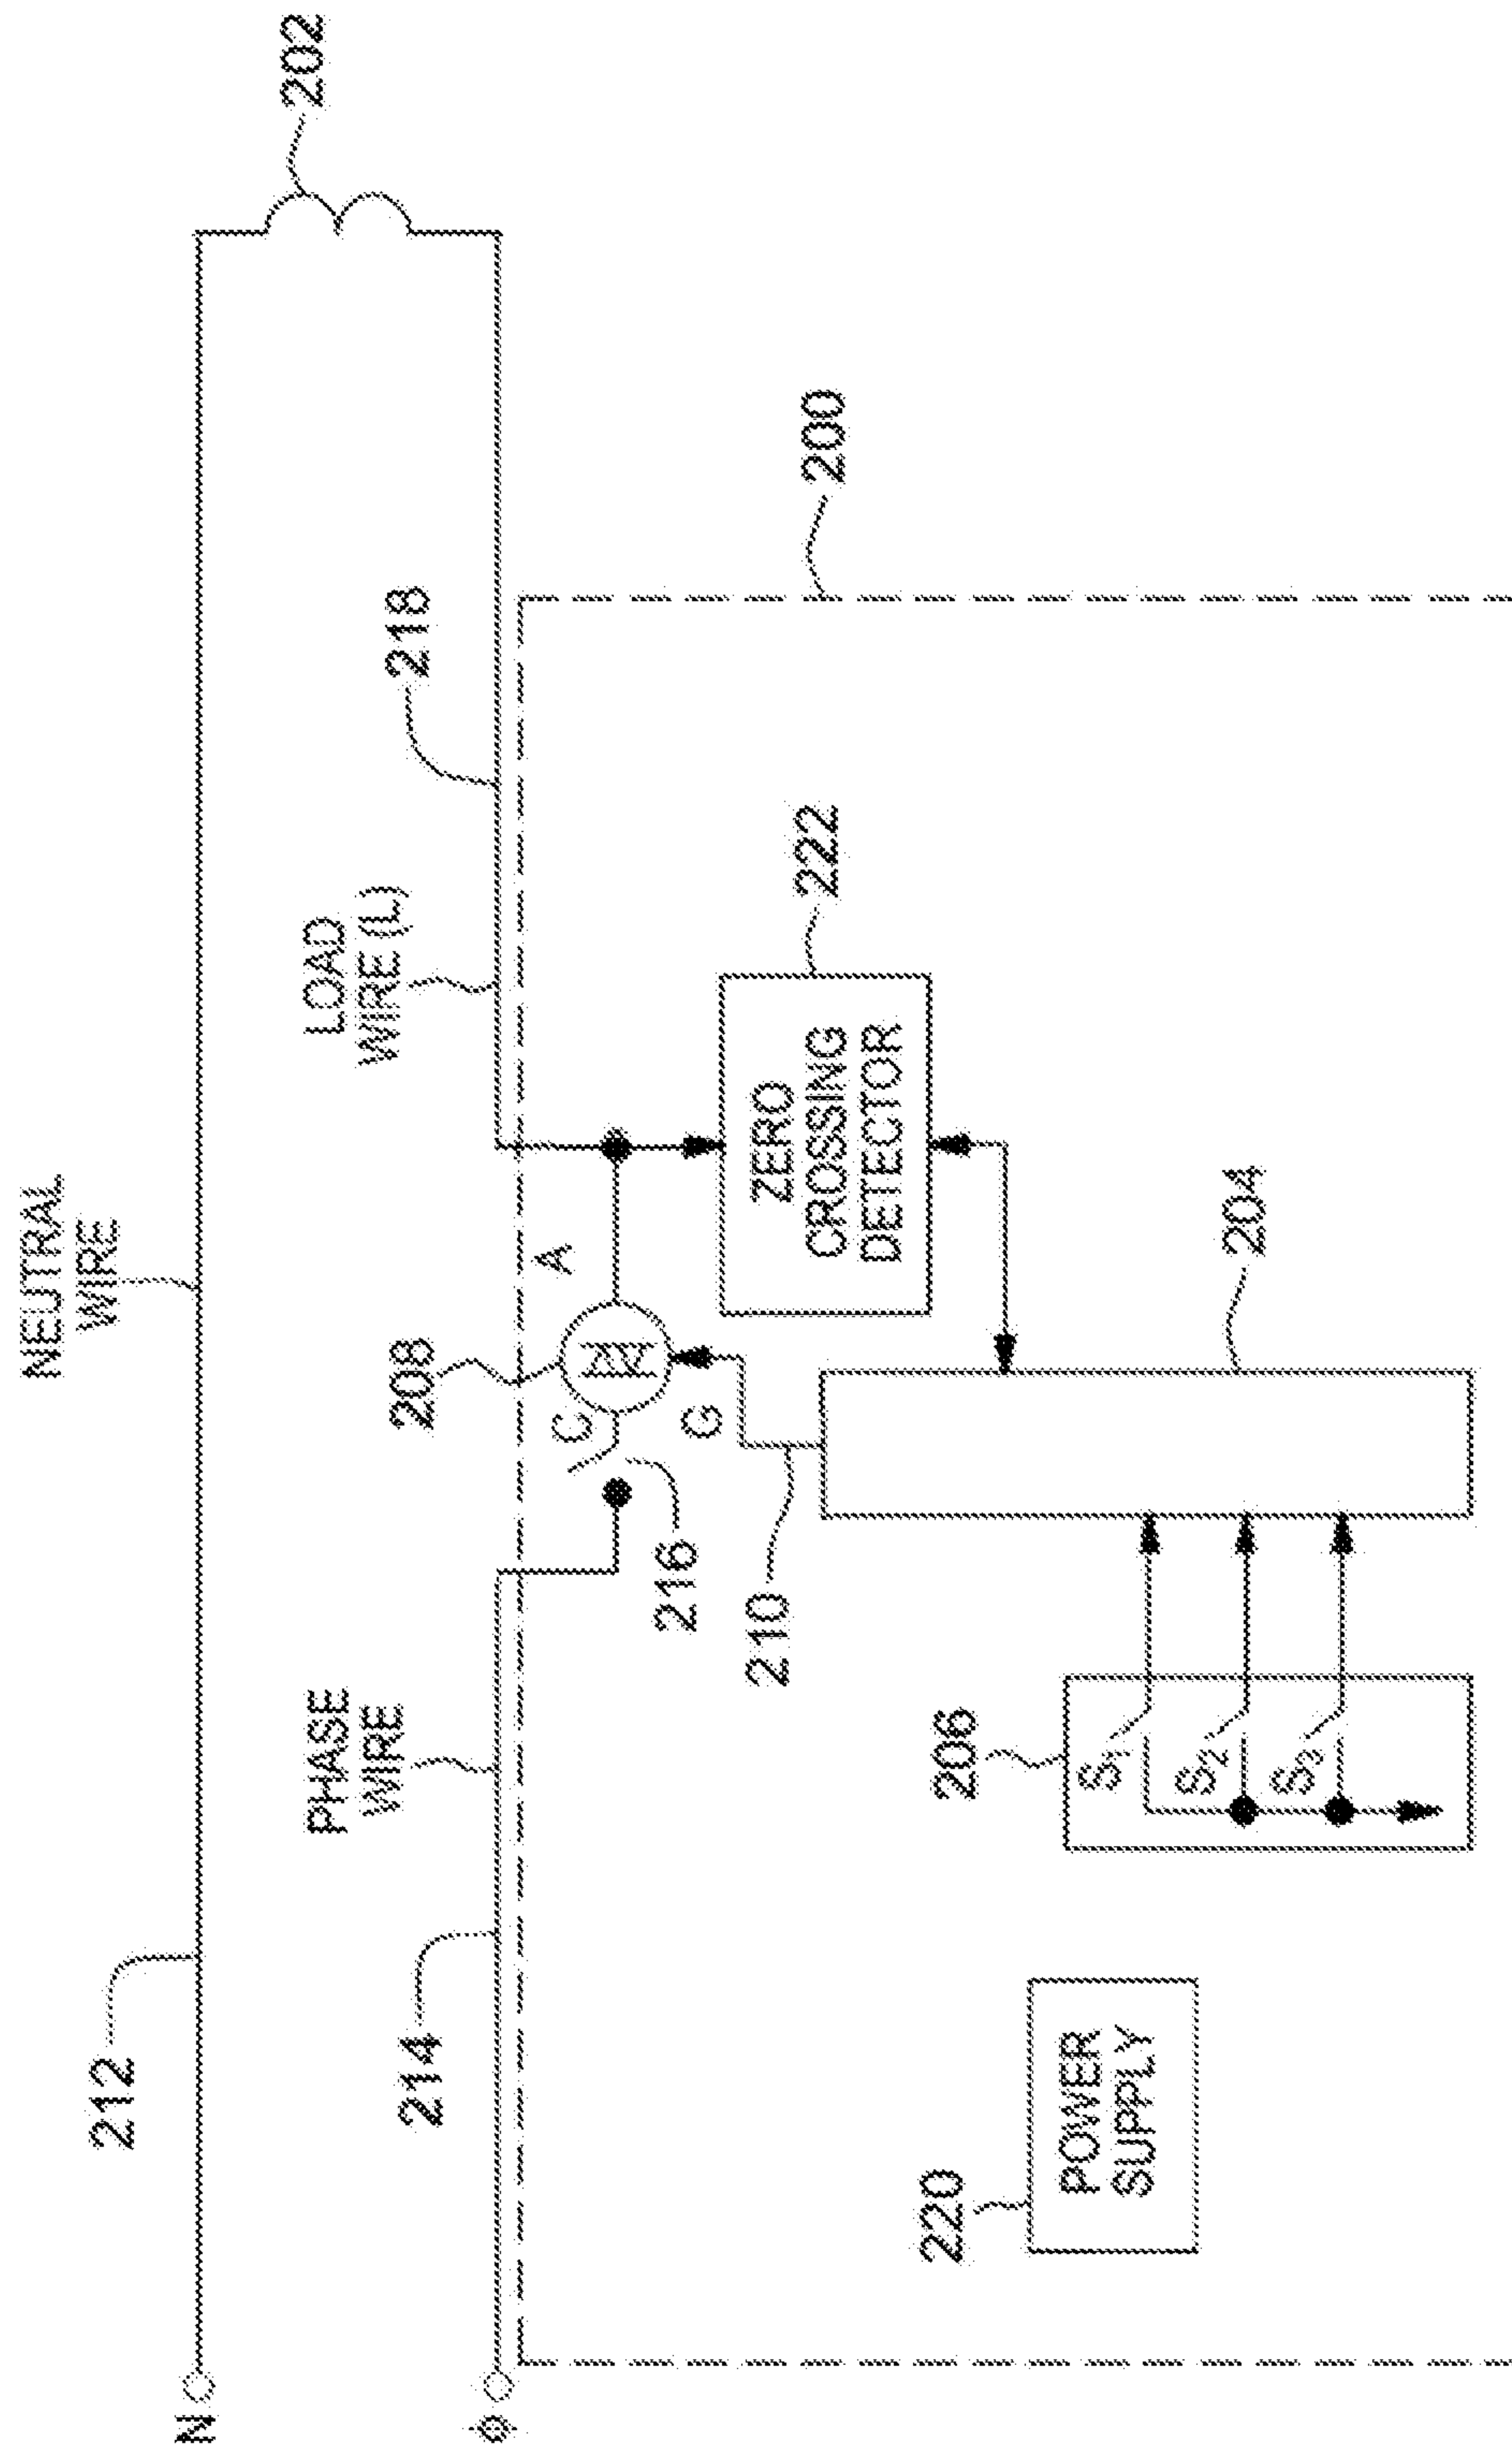 NEUTRAL
WIRE
202
212
N
LOAD
WIRE (L)
218
PHASE
WIRE
214
ϕ
200
208
A
C
G
216
210
222
ZERO
CROSSING
DETECTOR
204
206
S1
S2
S3
220
POWER
SUPPLY